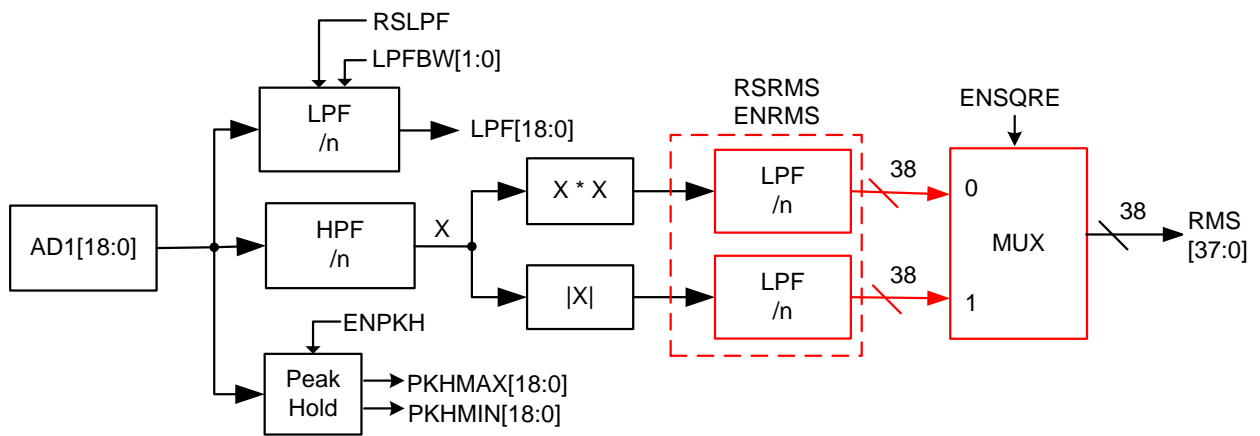 RSLPF
LPFBW[1:0]
LPF
/n
LPF[18:0]
RSRMS
ENRMS
ENSQRE
X * X
LPF
/n
38
0
AD1[18:0]
HPF
/n
X
MUX
38
RMS
[37:0]
|X|
LPF
/n
38
1
ENPKH
Peak
Hold
PKHMAX[18:0]
PKHMIN[18:0]